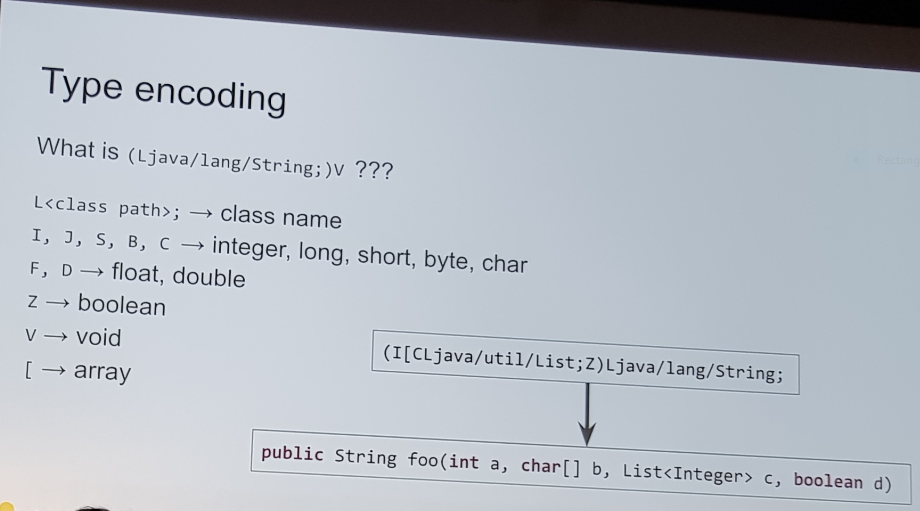 Type encoding
What is (Ljava/lang/String;)V ???
L<class path>; → class name
I, J, S, B, C → integer, long, short, byte, char
F, D → float, double
Z → boolean
V → void
[ → array
(I[CLjava/util/List;Z)Ljava/lang/String;
public String foo(int a, char[] b, List<Integer> c, boolean d)